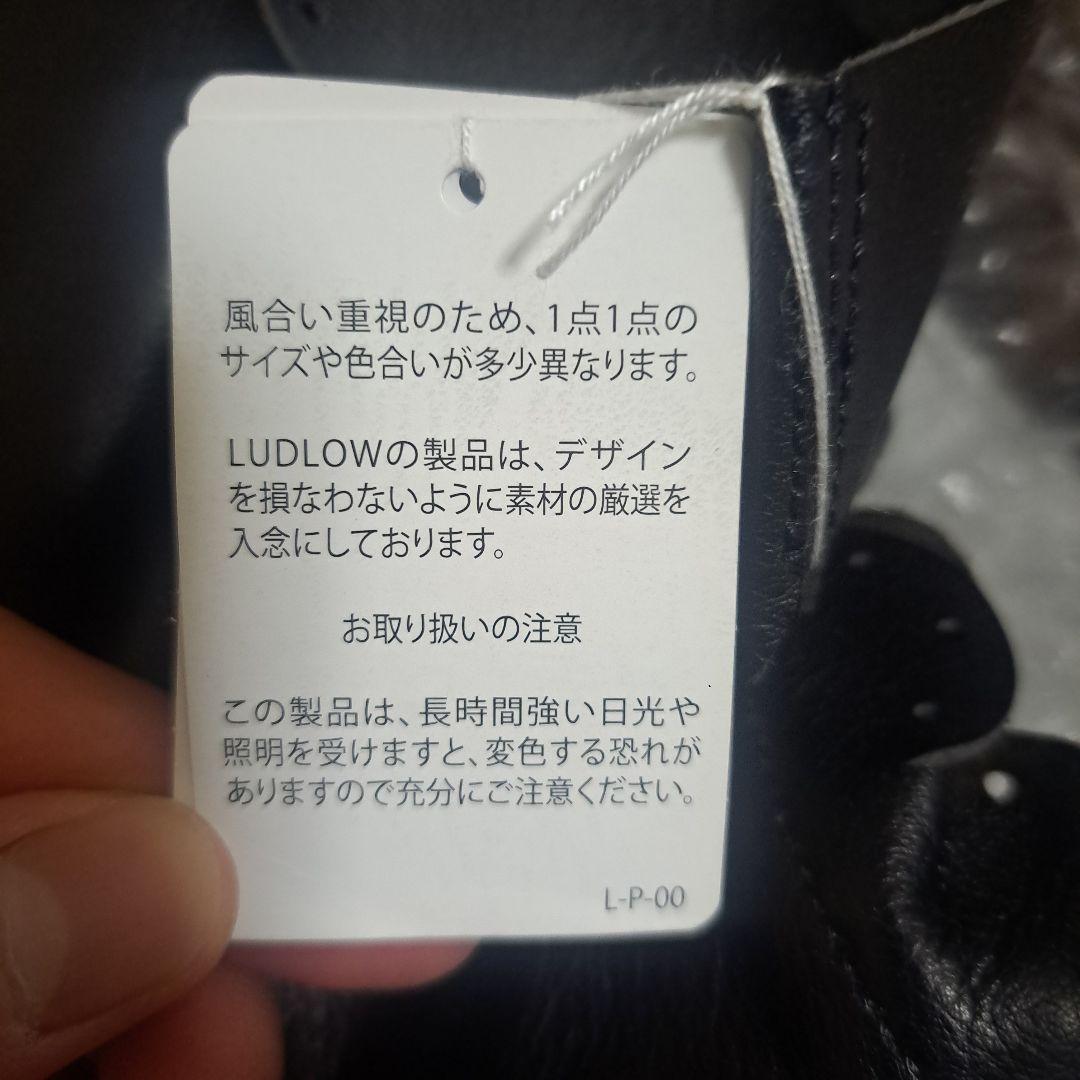 風合い重視のため、1点1点の
サイズや色合いが多少異なります。
LUDLOWの製品は、デザイン
を損なわないように素材の厳選を
入念にしております。
お取り扱いの注意
この製品は、長時間強い日光や
照明を受けますと、変色する恐れが
ありますので充分にご注意ください。
L-P-00